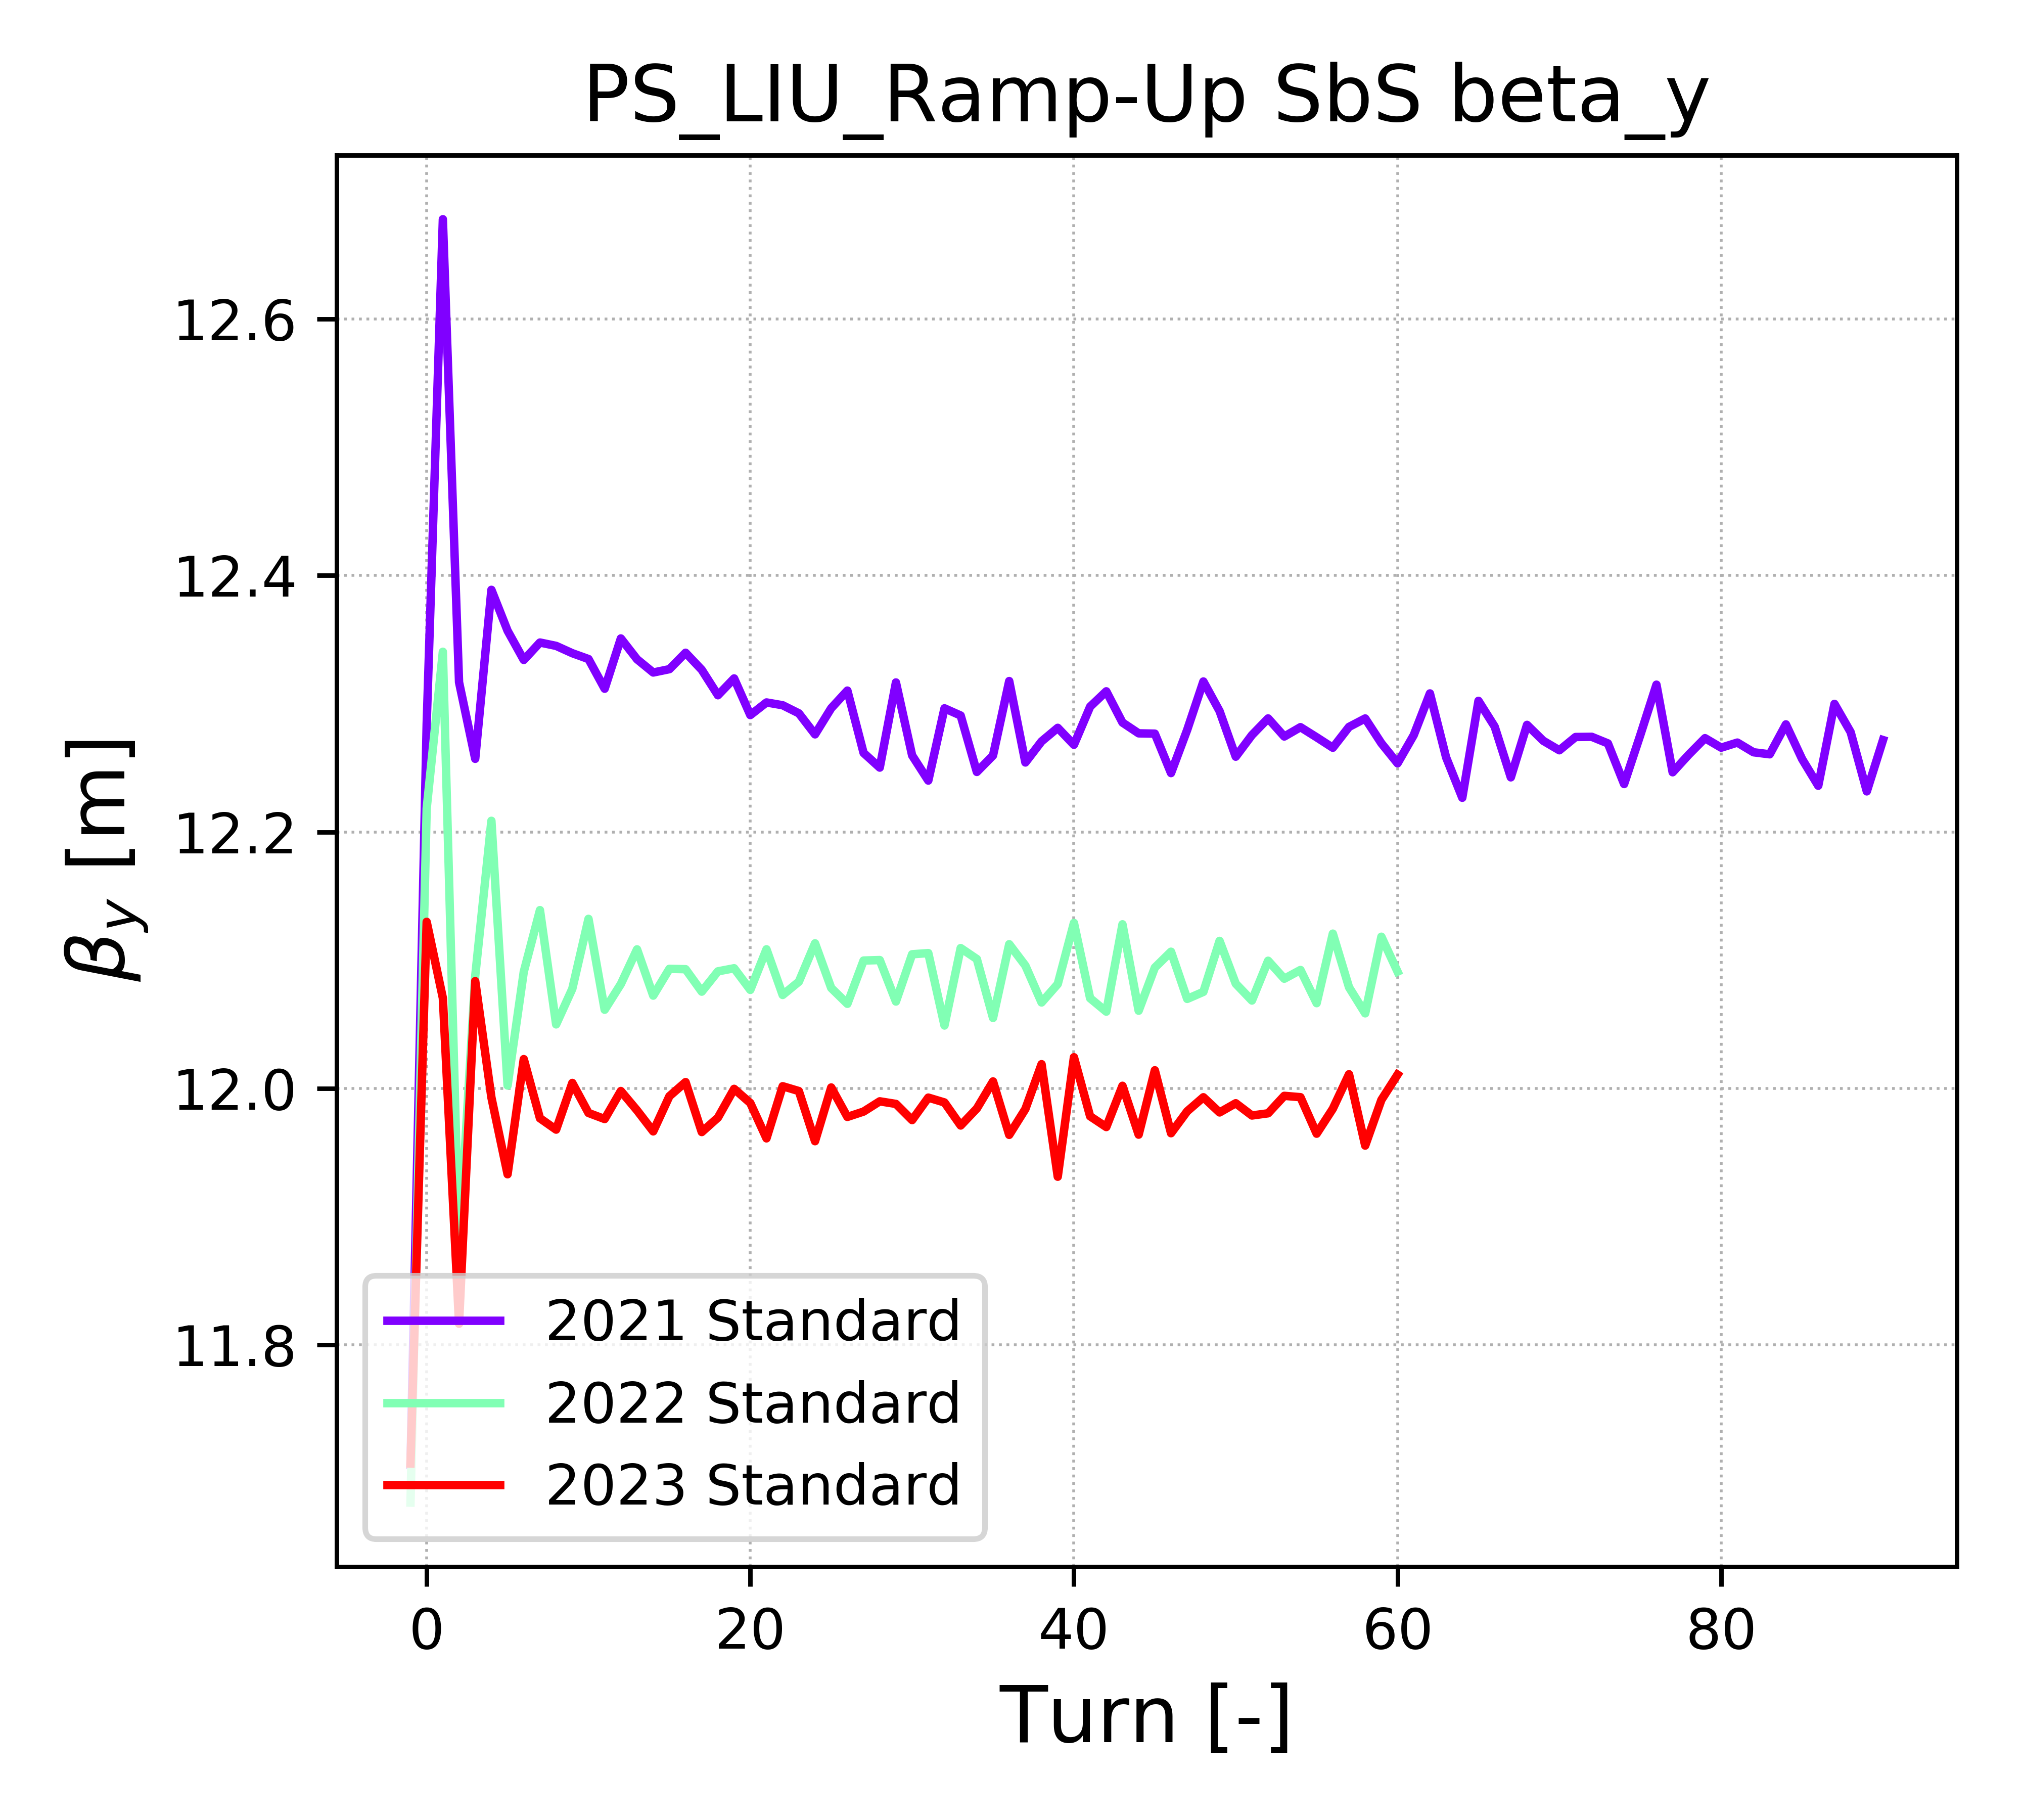 PS_LIU_Ramp-Up SbS beta_y
12.6
12.4
12.2
12.0
11.8
βy [m]
2021 Standard
2022 Standard
2023 Standard
0 20 40 60 80
Turn [-]